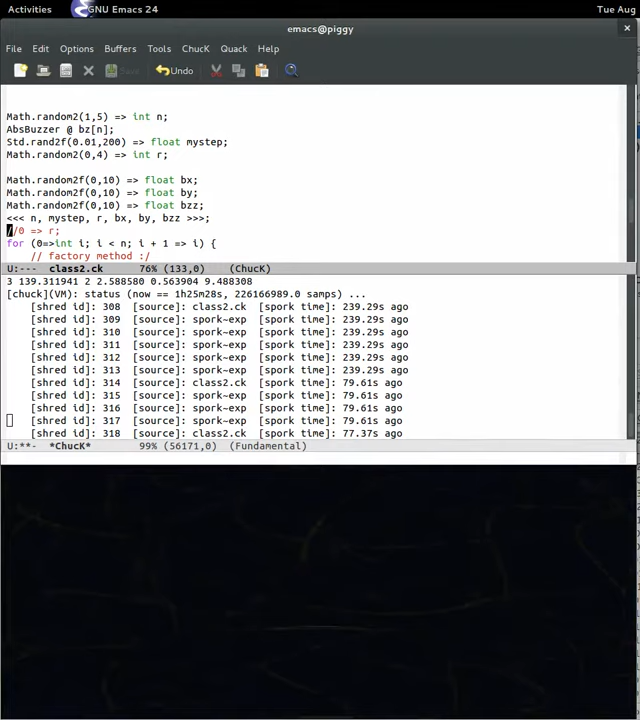 Activities GNU Emacs 24 Tue Aug
emacs@piggy
File Edit Options Buffers Tools ChucK Quack Help
Save Undo
Math.random2(1,5) => int n;
AbsBuzzer @ bz[n];
Std.rand2f(0.01,200) => float mystep;
Math.random2(0,4) => int r;
Math.random2f(0,10) => float bx;
Math.random2f(0,10) => float by;
Math.random2f(0,10) => float bzz;
<<< n, mystep, r, bx, by, bzz >>>;
//0 => r;
for (0=>int i; i < n; i + 1 => i) {
// factory method :/
U:--- class2.ck 76% (133,0) (ChucK)
3 139.311941 2 2.588580 0.563904 9.488308
[chuck](VM): status (now == 1h25m28s, 226166989.0 samps) ...
[shred id]: 308 [source]: class2.ck [spork time]: 239.29s ago
[shred id]: 309 [source]: spork~exp [spork time]: 239.29s ago
[shred id]: 310 [source]: spork~exp [spork time]: 239.29s ago
[shred id]: 311 [source]: spork~exp [spork time]: 239.29s ago
[shred id]: 312 [source]: spork~exp [spork time]: 239.29s ago
[shred id]: 313 [source]: spork~exp [spork time]: 239.29s ago
[shred id]: 314 [source]: class2.ck [spork time]: 79.61s ago
[shred id]: 315 [source]: spork~exp [spork time]: 79.61s ago
[shred id]: 316 [source]: spork~exp [spork time]: 79.61s ago
[shred id]: 317 [source]: spork~exp [spork time]: 79.61s ago
[shred id]: 318 [source]: class2.ck [spork time]: 77.37s ago
U:**- *ChucK* 99% (56171,0) (Fundamental)